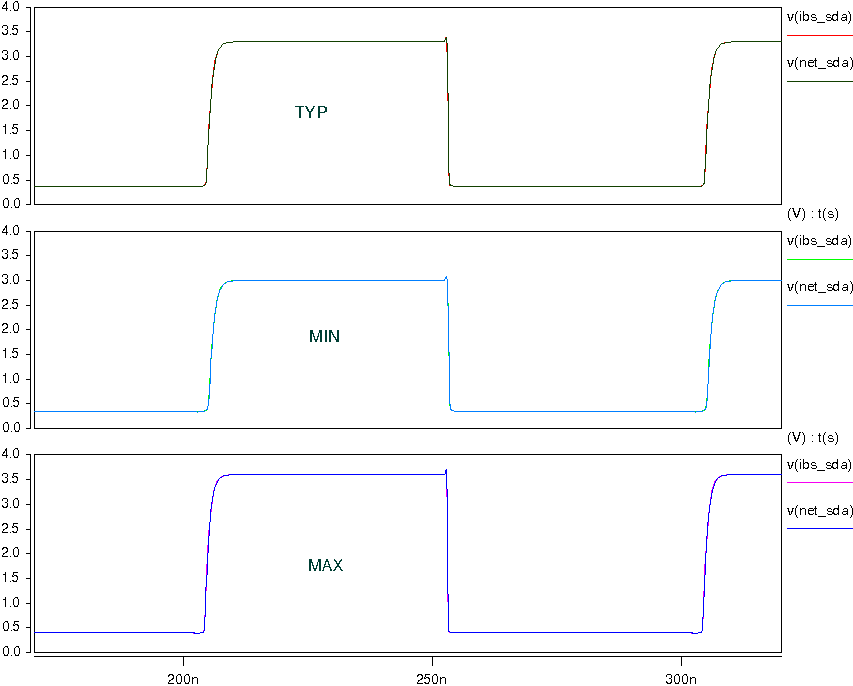 4.0 v(ibs_sda)
3.5
3.0 v(net_sda)
2.5
2.0 TYP
1.5
1.0
0.5
0.0
(V) : t(s)
4.0 v(ibs_sda)
3.5
3.0 v(net_sda)
2.5
2.0 MIN
1.5
1.0
0.5
0.0
(V) : t(s)
4.0 v(ibs_sda)
3.5
3.0 v(net_sda)
2.5
2.0 MAX
1.5
1.0
0.5
0.0
200n 250n 300n